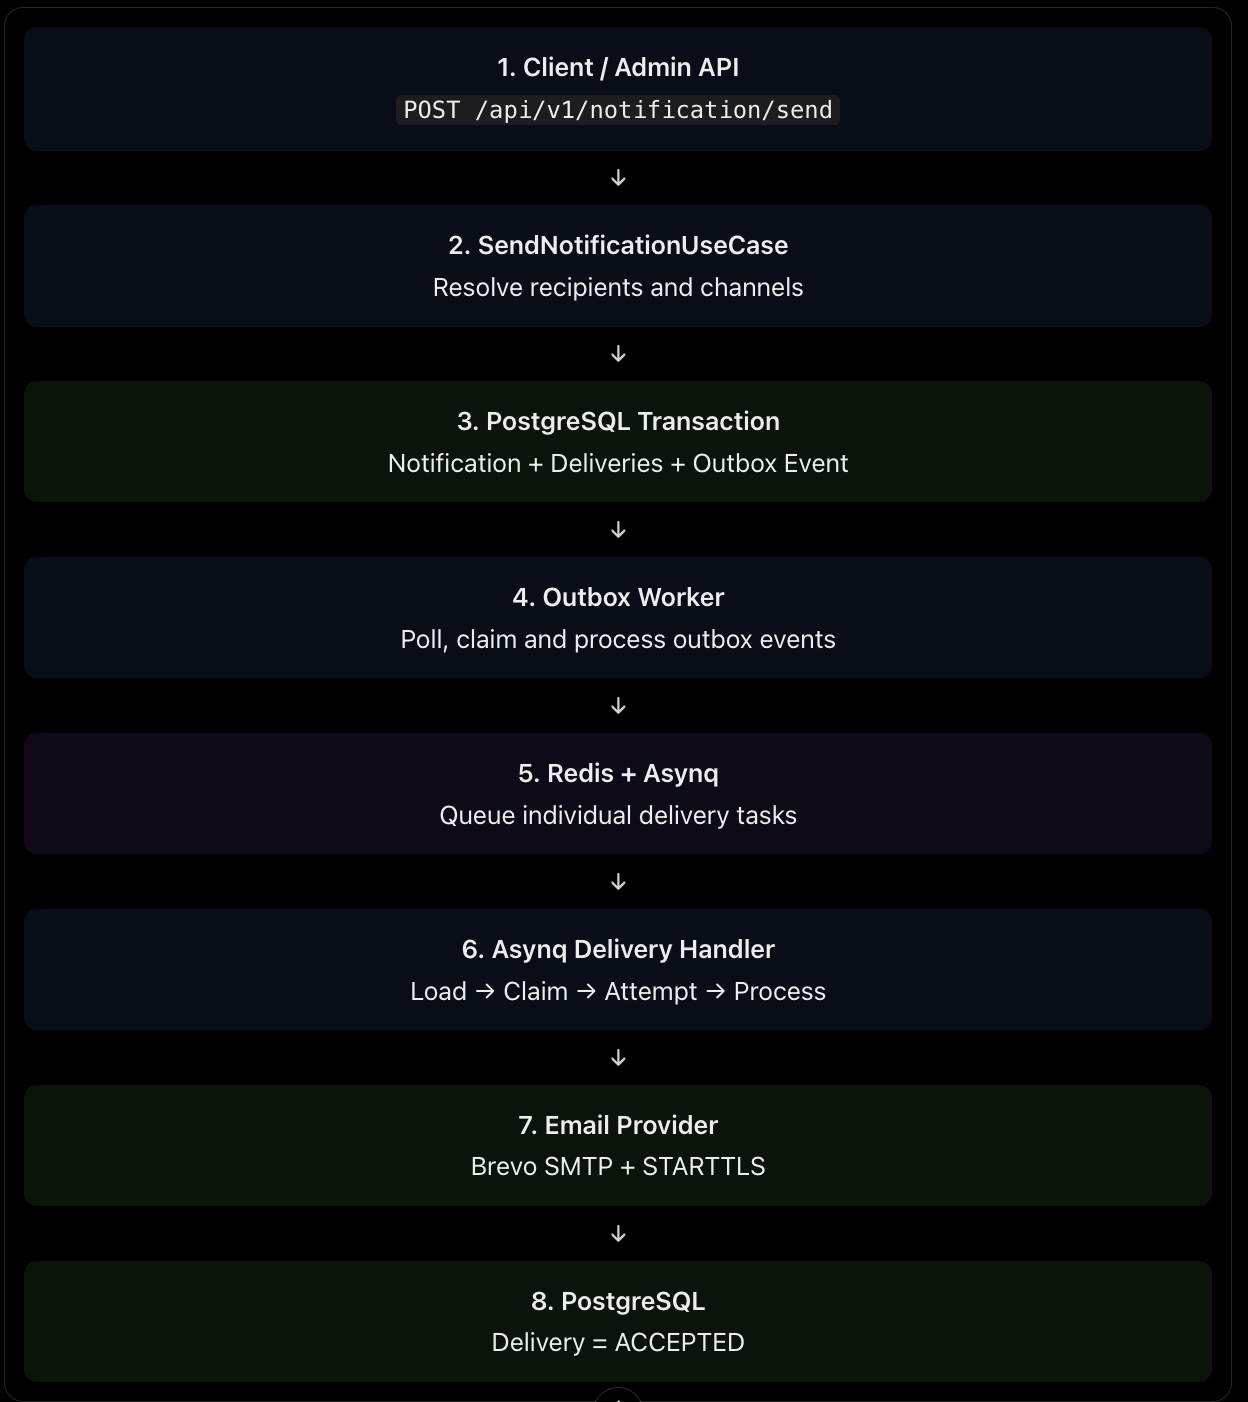 1. Client / Admin API
POST /api/v1/notification/send
↓
2. SendNotificationUseCase
Resolve recipients and channels
↓
3. PostgreSQL Transaction
Notification + Deliveries + Outbox Event
↓
4. Outbox Worker
Poll, claim and process outbox events
↓
5. Redis + Asynq
Queue individual delivery tasks
↓
6. Asynq Delivery Handler
Load → Claim → Attempt → Process
↓
7. Email Provider
Brevo SMTP + STARTTLS
↓
8. PostgreSQL
Delivery = ACCEPTED